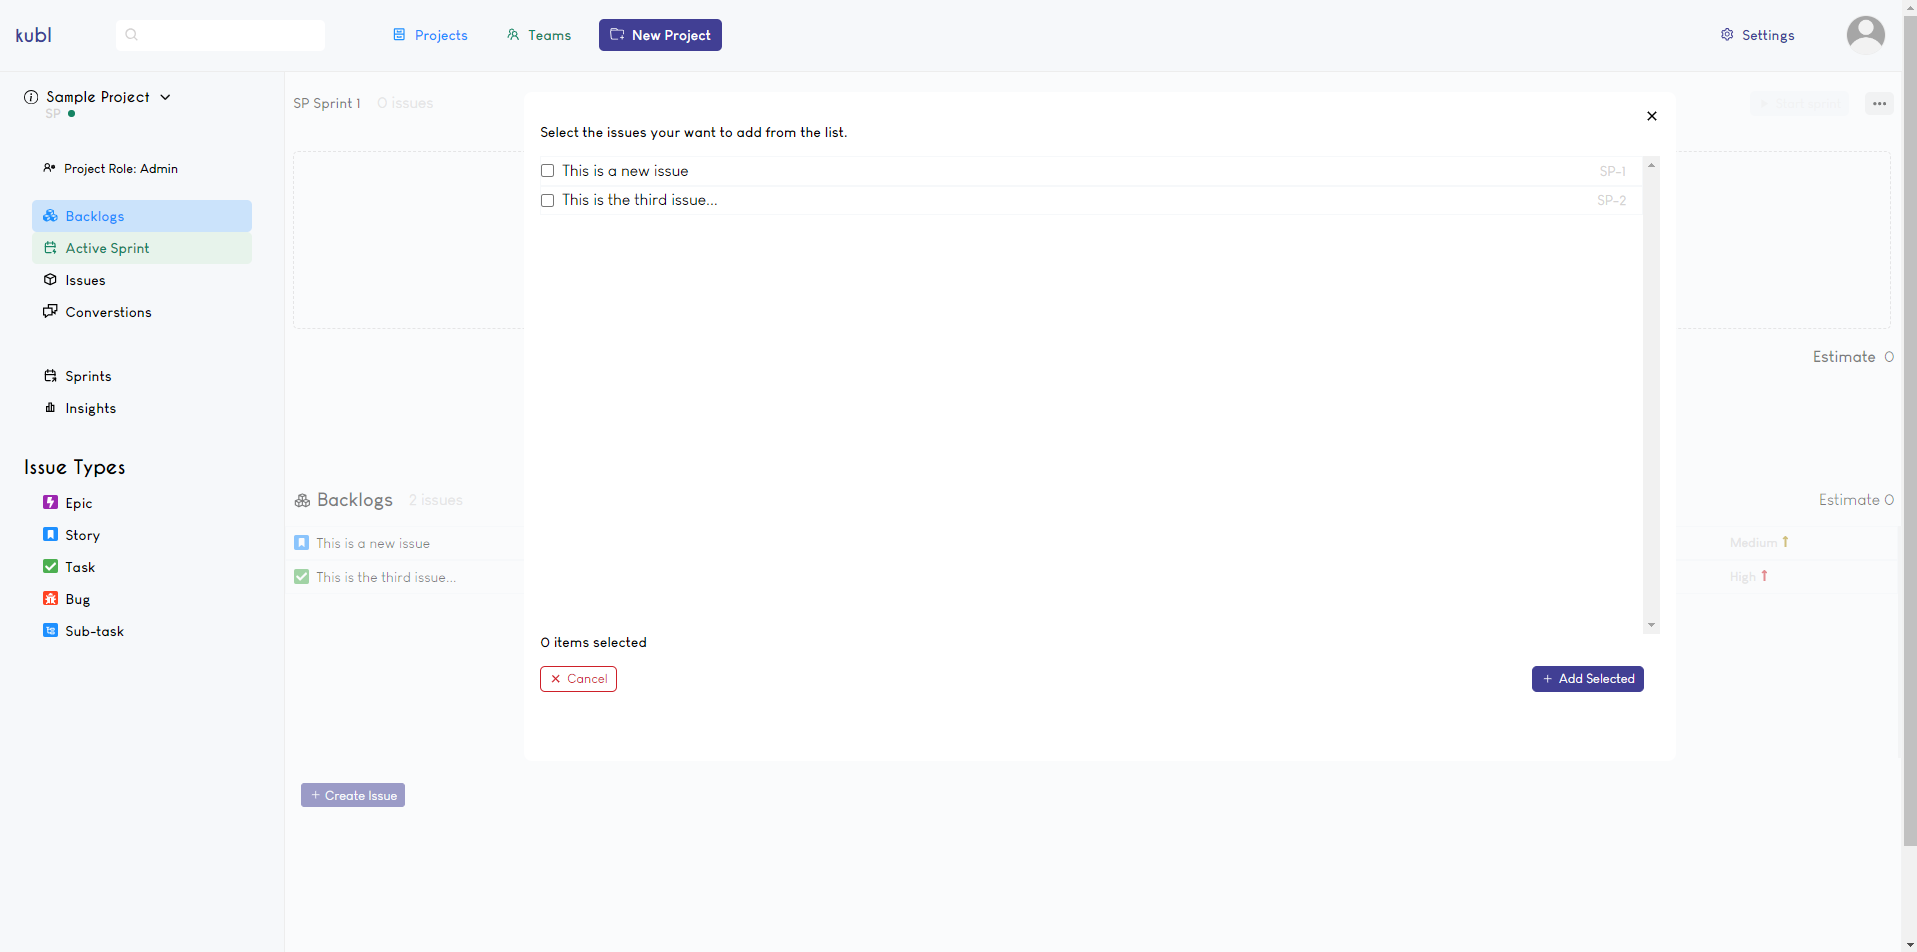 kubl
Projects
Teams
New Project
Settings
Sample Project
SP
Project Role: Admin
Backlogs
Active Sprint
Issues
Converstions
Sprints
Insights
Issue Types
Epic
Story
Task
Bug
Sub-task
SP Sprint 1 0 issues
Start sprint
Select the issues your want to add from the list.
This is a new issue SP-1
This is the third issue... SP-2
0 items selected
Cancel
Add Selected
Estimate 0
Backlogs 2 issues
Estimate 0
This is a new issue
Medium
This is the third issue...
High
Create Issue